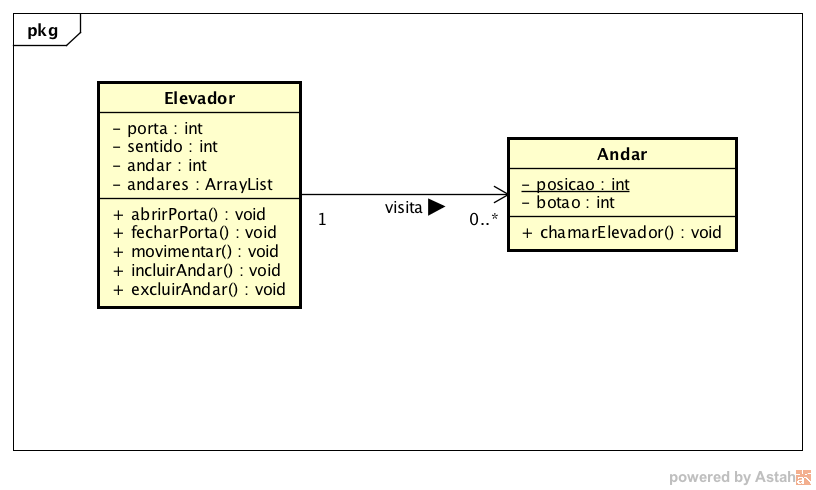 pkg
Elevador
- porta : int
- sentido : int
- andar : int
- andares : ArrayList
+ abrirPorta() : void
+ fecharPorta() : void
+ movimentar() : void
+ incluirAndar() : void
+ excluirAndar() : void
visita
1
0..*
Andar
- posicao : int
- botao : int
+ chamarElevador() : void
powered by Astah